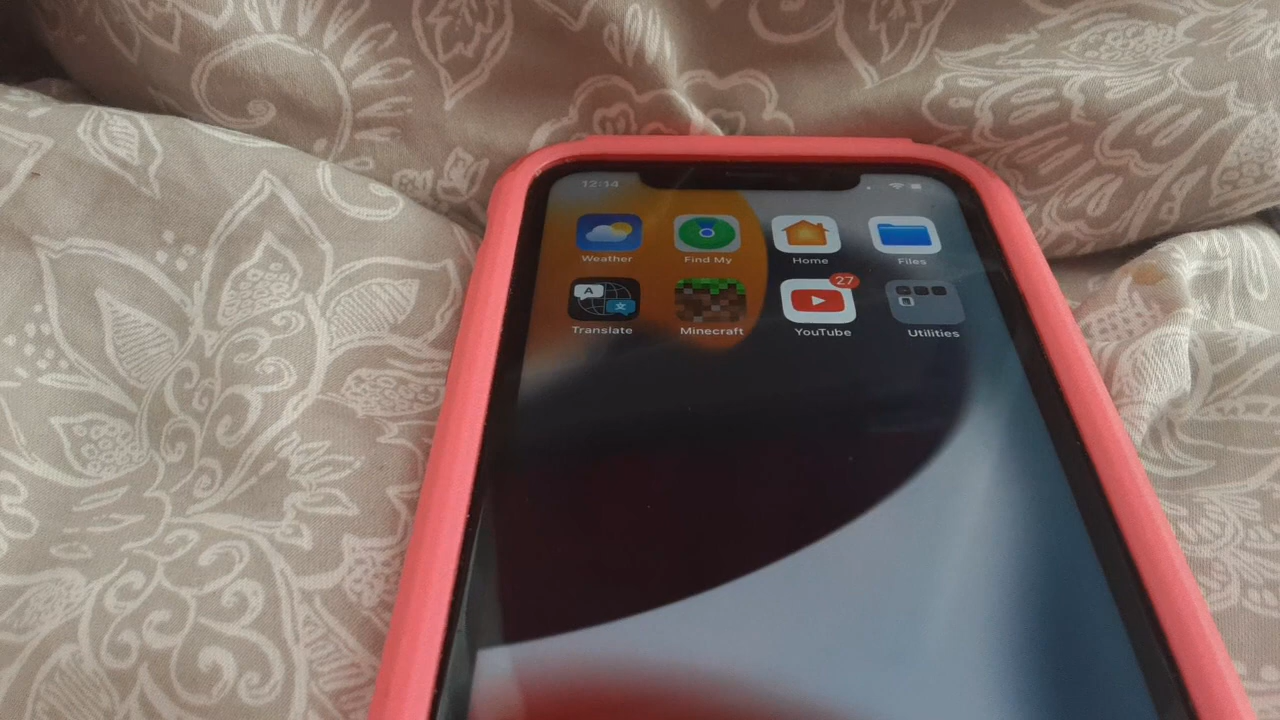 12:14
Weather Find My Home Files
A
27
Translate Minecraft YouTube Utilities